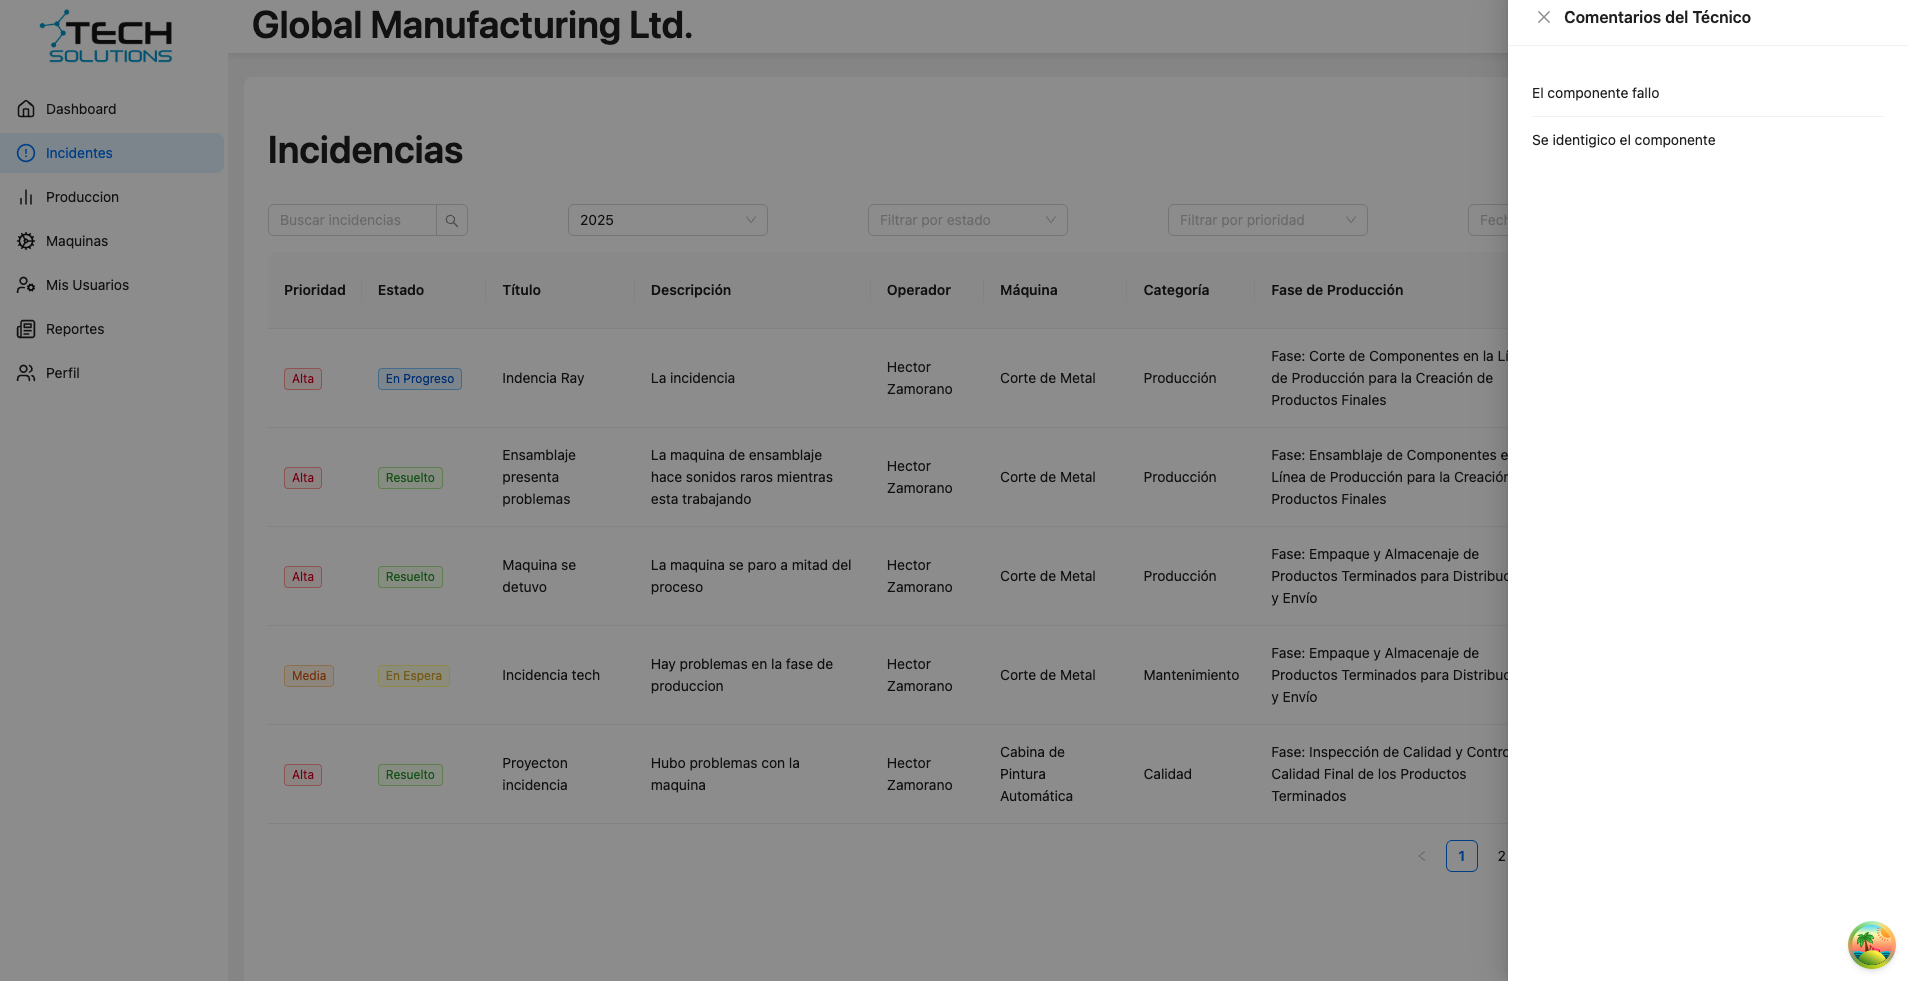 TECH
SOLUTIONS
Dashboard
Incidentes
Produccion
Maquinas
Mis Usuarios
Reportes
Perfil
Global Manufacturing Ltd.
Incidencias
Buscar incidencias
2025
Filtrar por estado
Filtrar por prioridad
Fech
Prioridad Estado Título Descripción Operador Máquina Categoría Fase de Producción
Alta
En Progreso
Indencia Ray
La incidencia
Hector
Zamorano
Corte de Metal
Producción
Fase: Corte de Componentes en la Lí
de Producción para la Creación de
Productos Finales
Alta
Resuelto
Ensamblaje
presenta
problemas
La maquina de ensamblaje
hace sonidos raros mientras
esta trabajando
Hector
Zamorano
Corte de Metal
Producción
Fase: Ensamblaje de Componentes e
Línea de Producción para la Creación
Productos Finales
Alta
Resuelto
Maquina se
detuvo
La maquina se paro a mitad del
proceso
Hector
Zamorano
Corte de Metal
Producción
Fase: Empaque y Almacenaje de
Productos Terminados para Distribuc
y Envío
Media
En Espera
Incidencia tech
Hay problemas en la fase de
produccion
Hector
Zamorano
Corte de Metal
Mantenimiento
Fase: Empaque y Almacenaje de
Productos Terminados para Distribuc
y Envío
Alta
Resuelto
Proyecton
incidencia
Hubo problemas con la
maquina
Hector
Zamorano
Cabina de
Pintura
Automática
Calidad
Fase: Inspección de Calidad y Contro
Calidad Final de los Productos
Terminados
1 2
Comentarios del Técnico
El componente fallo
Se identigico el componente